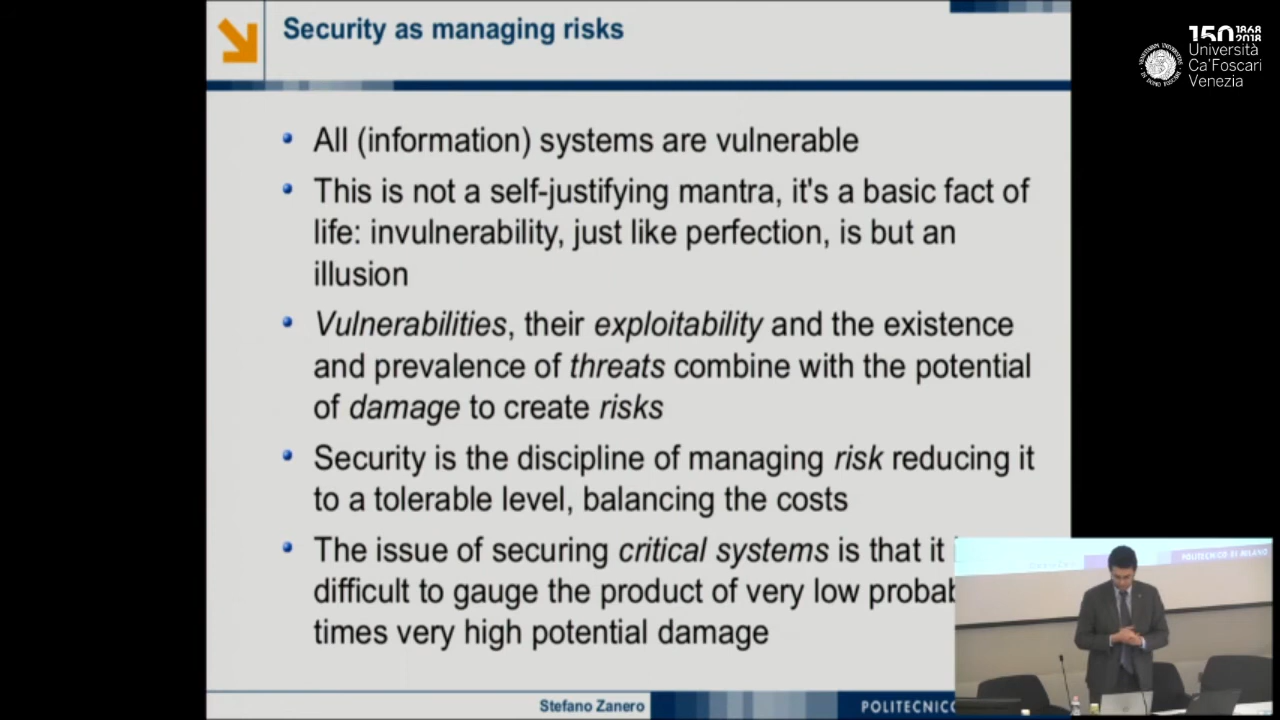 Security as managing risks
150 1868 2018
Università
Ca'Foscari
Venezia
All (information) systems are vulnerable
This is not a self-justifying mantra, it's a basic fact of
life: invulnerability, just like perfection, is but an
illusion
Vulnerabilities, their exploitability and the existence
and prevalence of threats combine with the potential
of damage to create risks
Security is the discipline of managing risk reducing it
to a tolerable level, balancing the costs
The issue of securing critical systems is that it
difficult to gauge the product of very low
times very high potential damage
Stefano Zanero
POLITECNICO
POLITECNICO DI MILANO